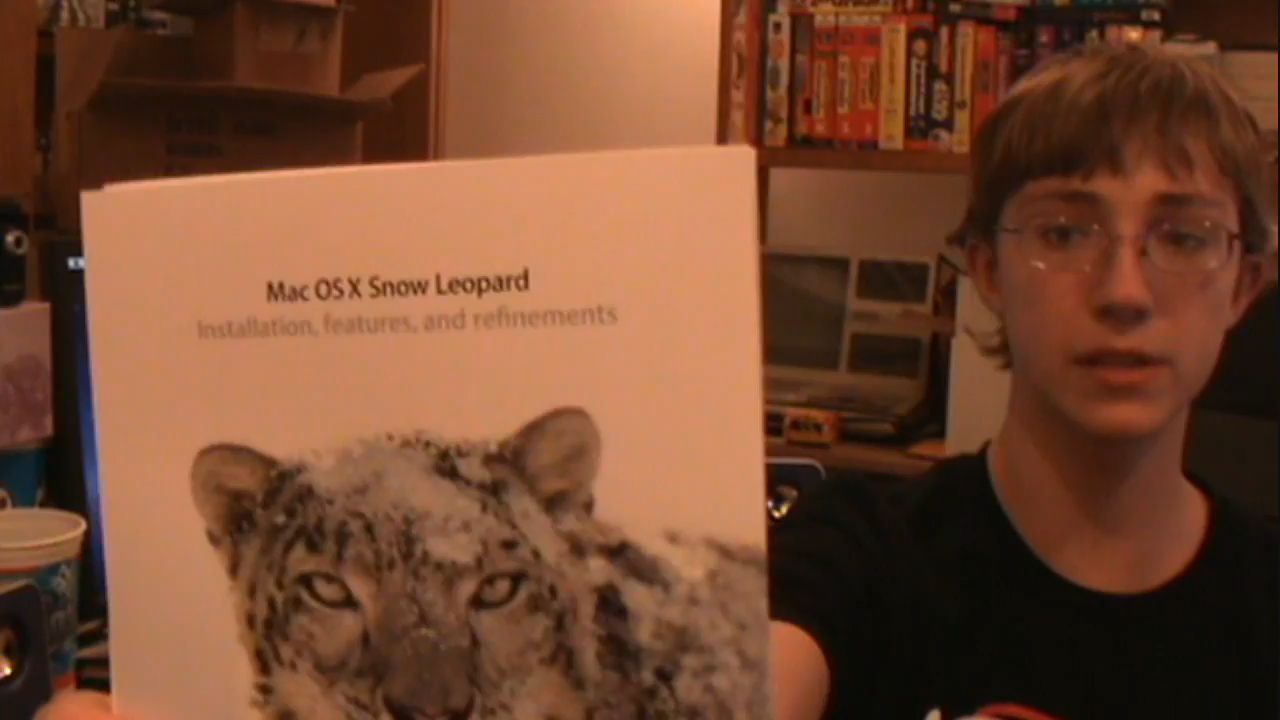 Mac OS X Snow Leopard
Installation, features, and refinements